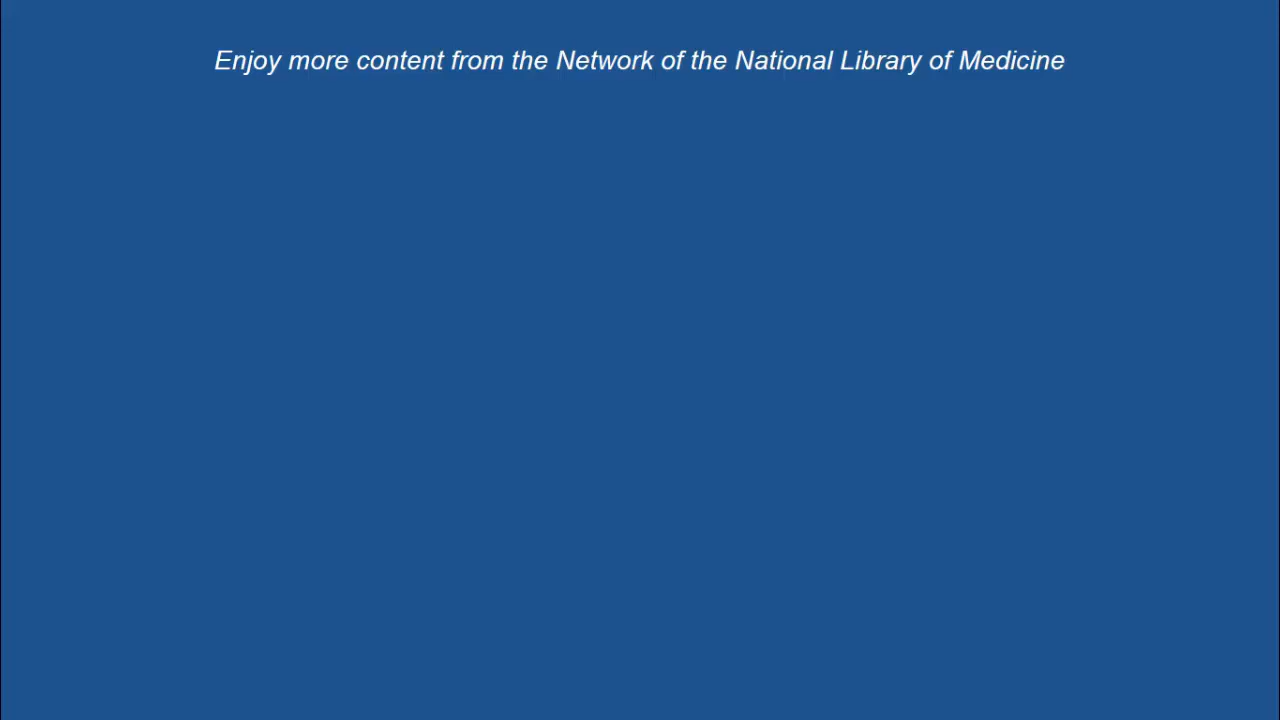 Enjoy more content from the Network of the National Library of Medicine